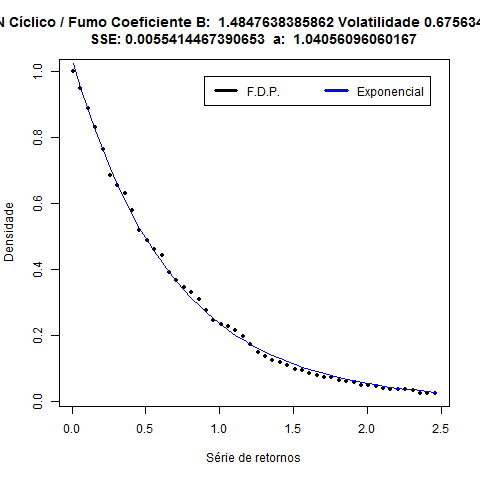 N Cíclico / Fumo Coeficiente B: 1.4847638385862 Volatilidade 0.675634
SSE: 0.0055414467390653 a: 1.04056096060167
F.D.P.
Exponencial
Densidade
1.0
0.8
0.6
0.4
0.2
0.0
0.0 0.5 1.0 1.5 2.0 2.5
Série de retornos